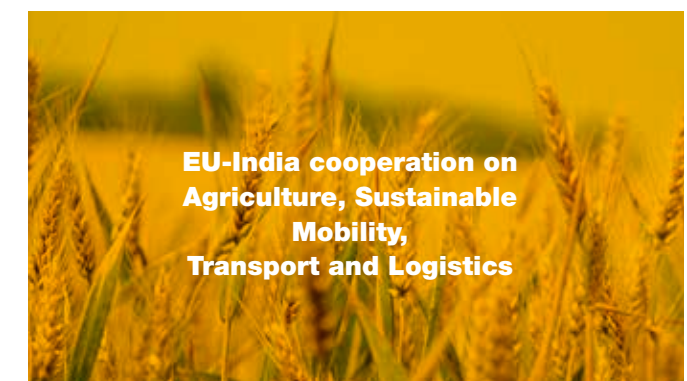 EU-India cooperation on
Agriculture, Sustainable
Mobility,
Transport and Logistics